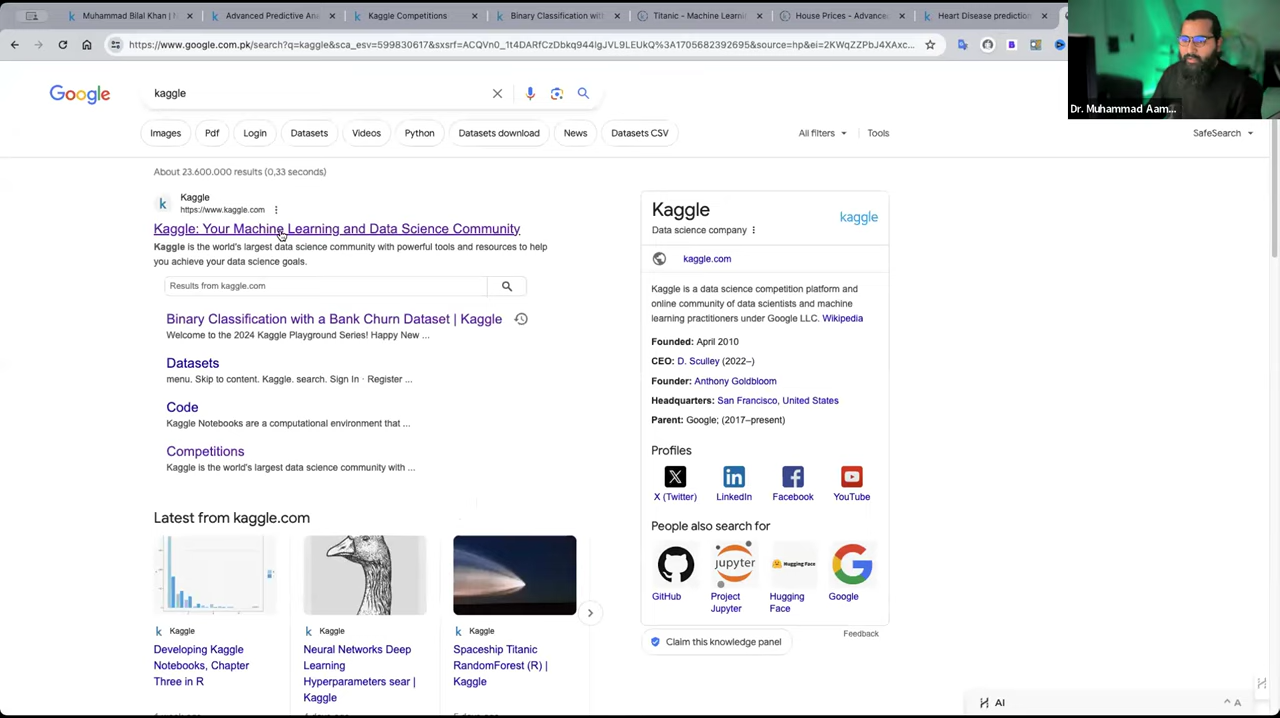 Muhammad Bilal Khan |
Advanced Predictive An
Kaggle Competitions
Binary Classification with
Titanic - Machine Learni
House Prices - Advance
Heart Disease prediction
https://www.google.com.pk/search?q=kaggle&sca_esv=599830617&sxsrf=
Dr. Muhammad Aam...
Google
kaggle
Images
Pdf
Login
Datasets
Videos
Python
Datasets download
News
Datasets CSV
All filters
Tools
SafeSearch
About 23.600.000 results (0,33 seconds)
Kaggle
https://www.kaggle.com
Kaggle: Your Machine Learning and Data Science Community
Kaggle is the world's largest data science community with powerful tools and resources to help
you achieve your data science goals.
Results from kaggle.com
Binary Classification with a Bank Churn Dataset | Kaggle
Welcome to the 2024 Kaggle Playground Series! Happy New ...
Datasets
menu. Skip to content. Kaggle. search. Sign In · Register ...
Code
Kaggle Notebooks are a computational environment that ...
Competitions
Kaggle is the world's largest data science community with ...
Latest from kaggle.com
Kaggle
Developing Kaggle
Notebooks, Chapter
Three in R
Kaggle
Neural Networks Deep
Learning
Hyperparameters sear |
Kaggle
Kaggle
Spaceship Titanic
RandomForest (R) |
Kaggle
Kaggle
Data science company
kaggle
kaggle.com
Kaggle is a data science competition platform and
online community of data scientists and machine
learning practitioners under Google LLC. Wikipedia
Founded: April 2010
CEO: D. Sculley (2022–)
Founder: Anthony Goldbloom
Headquarters: San Francisco, United States
Parent: Google; (2017–present)
Profiles
X (Twitter)
LinkedIn
Facebook
YouTube
People also search for
jupyter
Hugging Face
GitHub
Project
Jupyter
Hugging
Face
Google
Feedback
Claim this knowledge panel
AI
A